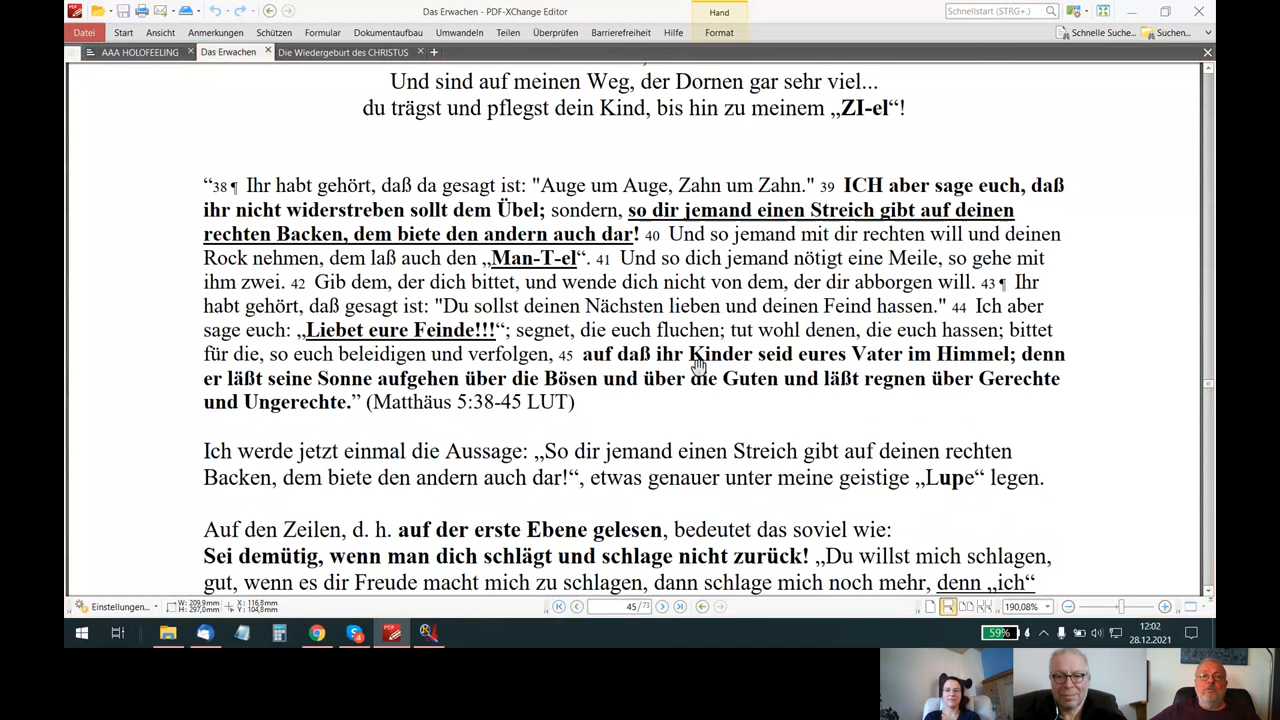 Das Erwachen - PDF-XChange Editor
Hand
Schnellstart (STRG+.)
Datei Start Ansicht Anmerkungen Schützen Formular Dokumentaufbau Umwandeln Teilen Überprüfen Barrierefreiheit Hilfe Format Schnelle Suche... Suchen...
AAA HOLOFEELING × Das Erwachen × Die Wiedergeburt des CHRISTUS × +
Und sind auf meinen Weg, der Dornen gar sehr viel...
du trägst und pflegst dein Kind, bis hin zu meinem „ZI-el“!
“38 ¶ Ihr habt gehört, daß da gesagt ist: "Auge um Auge, Zahn um Zahn." 39 ICH aber sage euch, daß
ihr nicht widerstreben sollt dem Übel; sondern, so dir jemand einen Streich gibt auf deinen
rechten Backen, dem biete den andern auch dar! 40 Und so jemand mit dir rechten will und deinen
Rock nehmen, dem laß auch den „Man-T-el“. 41 Und so dich jemand nötigt eine Meile, so gehe mit
ihm zwei. 42 Gib dem, der dich bittet, und wende dich nicht von dem, der dir abborgen will. 43 ¶ Ihr
habt gehört, daß gesagt ist: "Du sollst deinen Nächsten lieben und deinen Feind hassen." 44 Ich aber
sage euch: „Liebet eure Feinde!!!“; segnet, die euch fluchen; tut wohl denen, die euch hassen; bittet
für die, so euch beleidigen und verfolgen, 45 auf daß ihr Kinder seid eures Vater im Himmel; denn
er läßt seine Sonne aufgehen über die Bösen und über die Guten und läßt regnen über Gerechte
und Ungerechte.” (Matthäus 5:38-45 LUT)
Ich werde jetzt einmal die Aussage: „So dir jemand einen Streich gibt auf deinen rechten
Backen, dem biete den andern auch dar!“, etwas genauer unter meine geistige „Lupe“ legen.
Auf den Zeilen, d. h. auf der erste Ebene gelesen, bedeutet das soviel wie:
Sei demütig, wenn man dich schlägt und schlage nicht zurück! „Du willst mich schlagen,
gut, wenn es dir Freude macht mich zu schlagen, dann schlage mich noch mehr, denn „ich“
Einstellungen... W: 209,9mm X: 116,8mm 45 / 73 190,08%
H: 297,0mm Y: 104,8mm
59% 12:02
28.12.2021